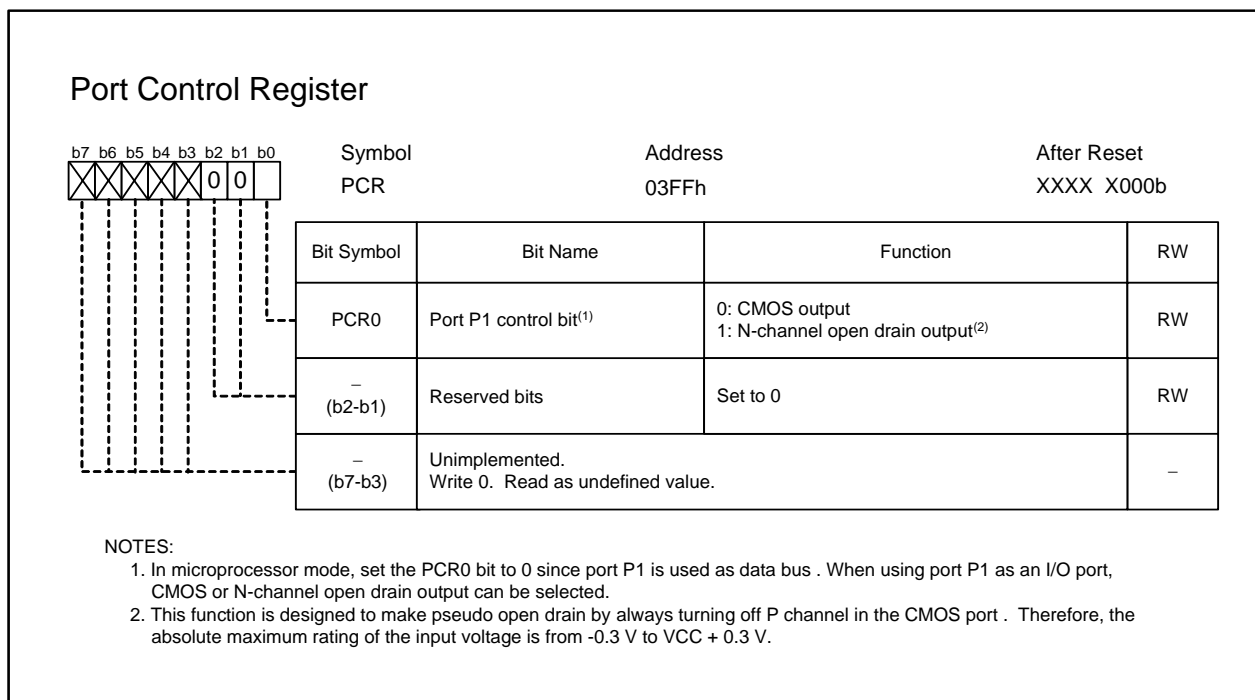 Port Control Register
b7 b6 b5 b4 b3 b2 b1 b0
0 0
Symbol Address After Reset
PCR 03FFh XXXX X000b
Bit Symbol Bit Name Function RW
PCR0 Port P1 control bit(1) 0: CMOS output
1: N-channel open drain output(2) RW
–
(b2-b1) Reserved bits Set to 0 RW
–
(b7-b3) Unimplemented.
Write 0. Read as undefined value. –
NOTES:
1. In microprocessor mode, set the PCR0 bit to 0 since port P1 is used as data bus . When using port P1 as an I/O port,
CMOS or N-channel open drain output can be selected.
2. This function is designed to make pseudo open drain by always turning off P channel in the CMOS port . Therefore, the
absolute maximum rating of the input voltage is from -0.3 V to VCC + 0.3 V.